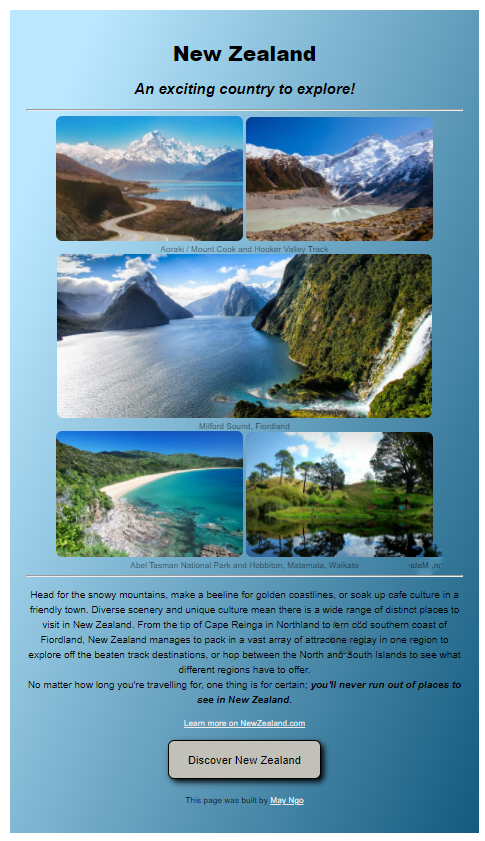 New Zealand
An exciting country to explore!
Aoraki / Mount Cook and Hooker Valley Track
Milford Sound, Fiordland
Abel Tasman National Park and Hobbiton, Matamata, Waikato
Head for the snowy mountains, make a beeline for golden coastlines, or soak up cafe culture in a
friendly town. Diverse scenery and unique culture mean there is a wide range of distinct places to
visit in New Zealand. From the tip of Cape Reinga in Northland to southern coast of
Fiordland, New Zealand manages to pack in a vast array of in one region to
explore off the beaten track destinations, or hop between the North South Islands to see what
different regions have to offer.
No matter how long you're travelling for, one thing is for certain; you'll never run out of places to
see in New Zealand.
Learn more on NewZealand.com
Discover New Zealand
This page was built by May Ngo